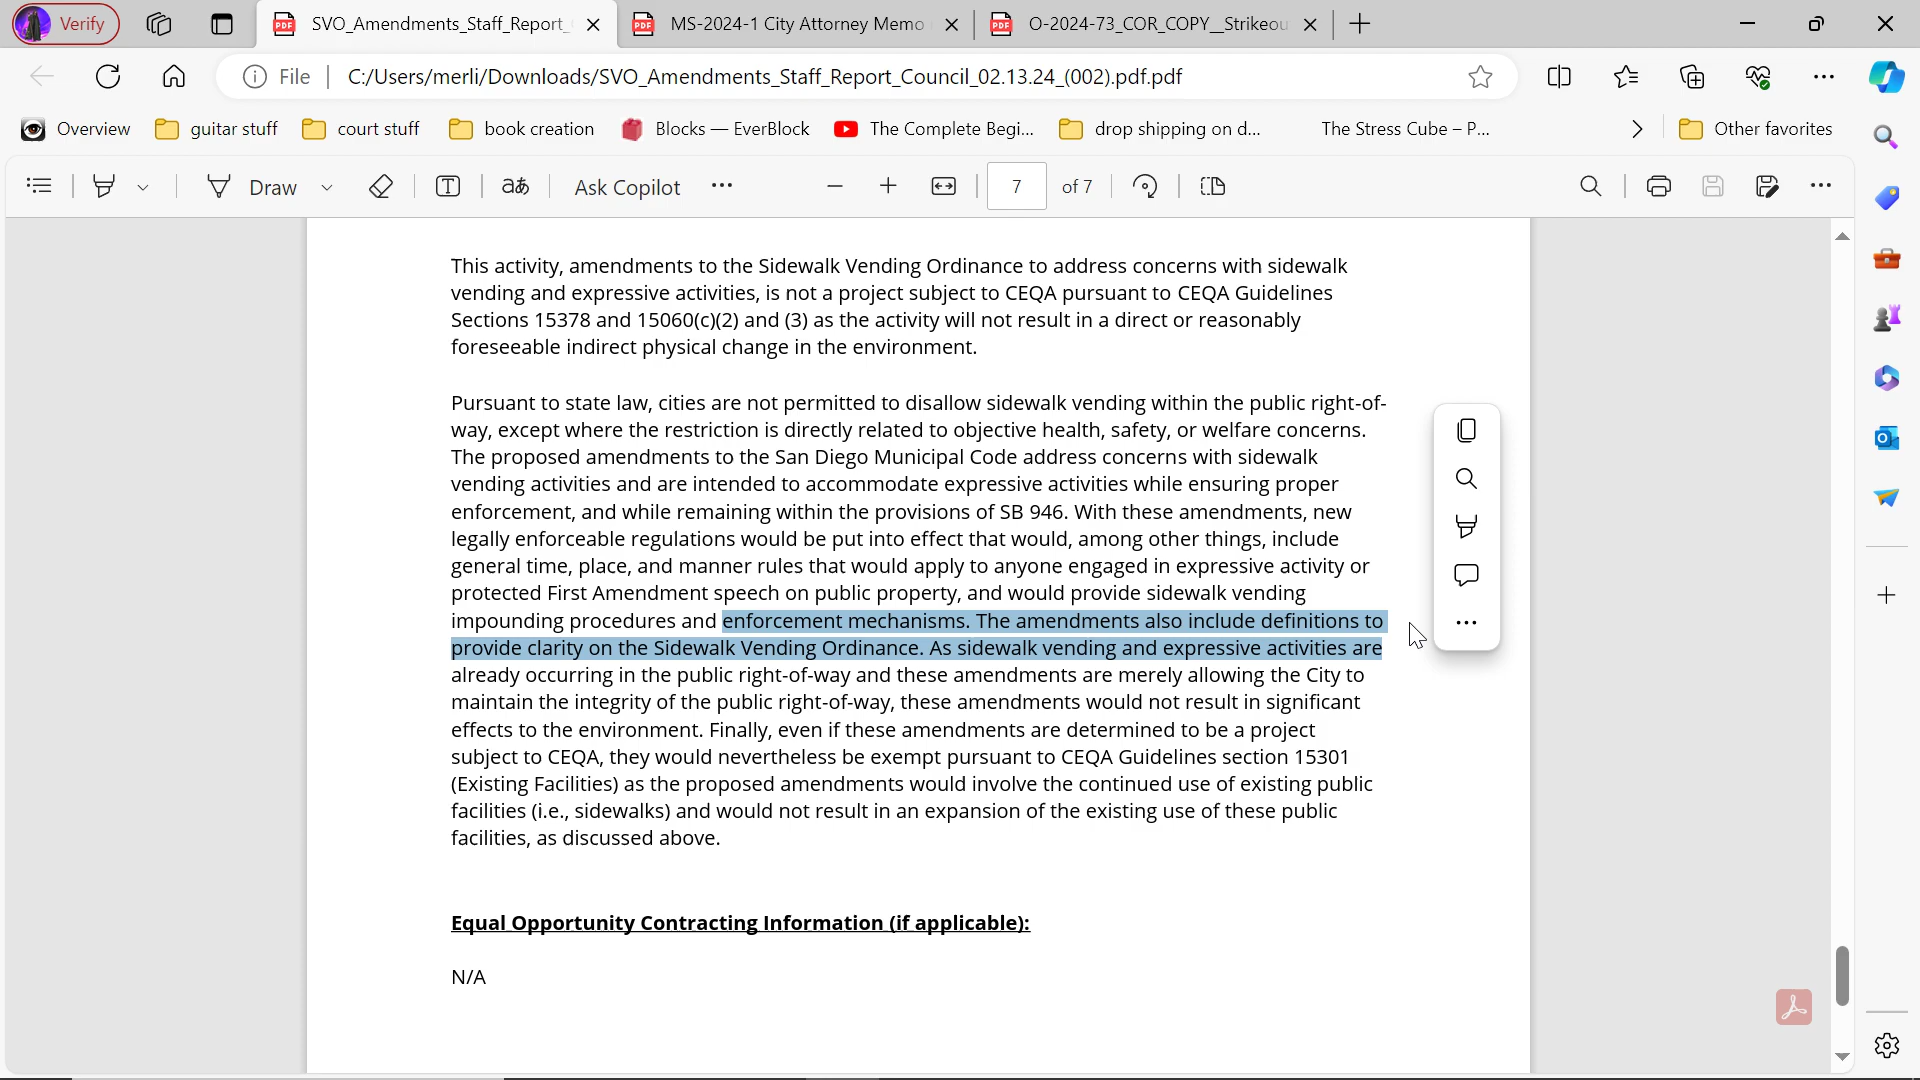 Verify
SVO_Amendments_Staff_Report_
MS-2024-1 City Attorney Memo
O-2024-73_COR_COPY__Strikeou
File
C:/Users/merli/Downloads/SVO_Amendments_Staff_Report_Council_02.13.24_(002).pdf.pdf
Overview
guitar stuff
court stuff
book creation
Blocks — EverBlock
The Complete Begi...
drop shipping on d...
The Stress Cube – P...
Other favorites
Draw
Ask Copilot
7
of 7
This activity, amendments to the Sidewalk Vending Ordinance to address concerns with sidewalk
vending and expressive activities, is not a project subject to CEQA pursuant to CEQA Guidelines
Sections 15378 and 15060(c)(2) and (3) as the activity will not result in a direct or reasonably
foreseeable indirect physical change in the environment.
Pursuant to state law, cities are not permitted to disallow sidewalk vending within the public right-of-
way, except where the restriction is directly related to objective health, safety, or welfare concerns.
The proposed amendments to the San Diego Municipal Code address concerns with sidewalk
vending activities and are intended to accommodate expressive activities while ensuring proper
enforcement, and while remaining within the provisions of SB 946. With these amendments, new
legally enforceable regulations would be put into effect that would, among other things, include
general time, place, and manner rules that would apply to anyone engaged in expressive activity or
protected First Amendment speech on public property, and would provide sidewalk vending
impounding procedures and enforcement mechanisms. The amendments also include definitions to
provide clarity on the Sidewalk Vending Ordinance. As sidewalk vending and expressive activities are
already occurring in the public right-of-way and these amendments are merely allowing the City to
maintain the integrity of the public right-of-way, these amendments would not result in significant
effects to the environment. Finally, even if these amendments are determined to be a project
subject to CEQA, they would nevertheless be exempt pursuant to CEQA Guidelines section 15301
(Existing Facilities) as the proposed amendments would involve the continued use of existing public
facilities (i.e., sidewalks) and would not result in an expansion of the existing use of these public
facilities, as discussed above.
Equal Opportunity Contracting Information (if applicable):
N/A